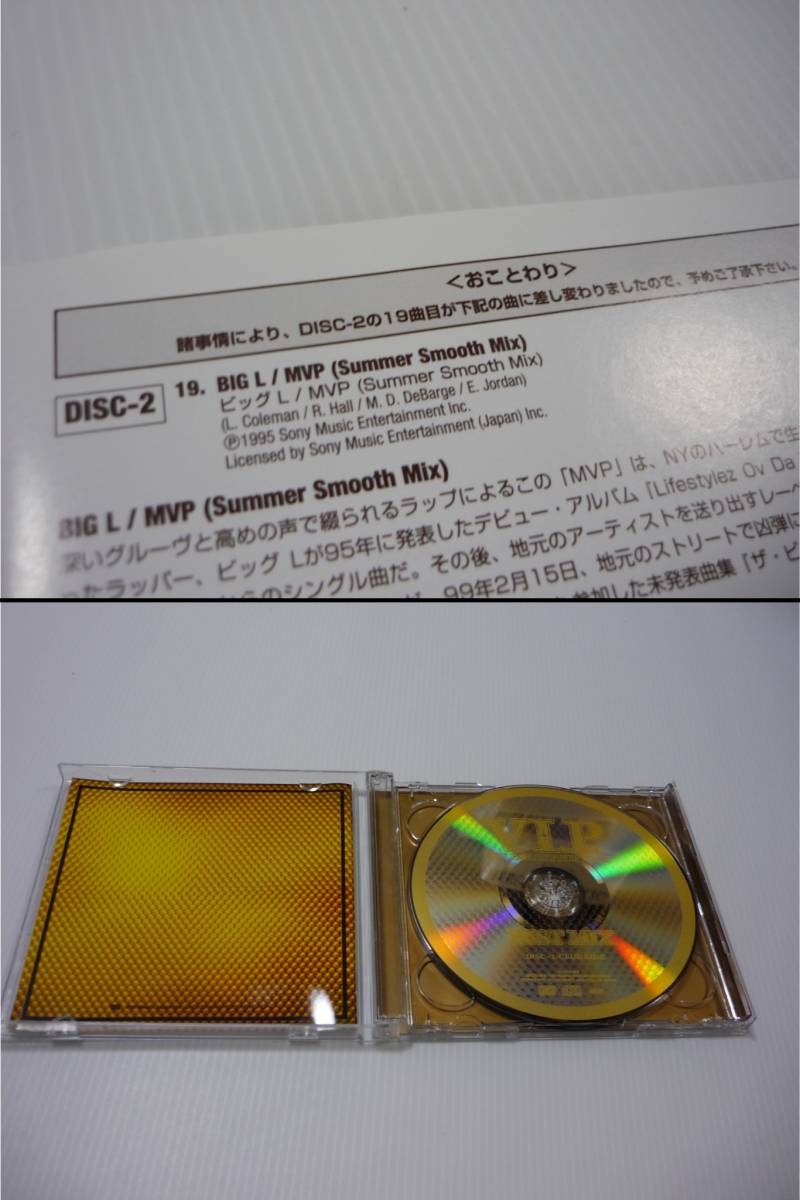 ＜おことわり＞
諸事情により、DISC-2の19曲目が下記の曲に差し変わりましたので、予めご了承下さい。
DISC-2
19. BIG L / MVP (Summer Smooth Mix)
ビッグ L / MVP (Summer Smooth Mix)
(L. Coleman / R. Hall / M. D. DeBarge / E. Jordan)
Ⓟ1995 Sony Music Entertainment Inc.
Licensed by Sony Music Entertainment (Japan) Inc.
BIG L / MVP (Summer Smooth Mix)
深いグルーヴと高めの声で綴られるラップによるこの「MVP」は、NYのハーレムで生
ったラッパー、ビッグ Lが95年に発表したデビュー・アルバム「Lifestylez Ov Da
らのシングル曲だ。その後、地元のアーティストを送り出すレーベ
99年2月15日、地元のストリートで凶弾に
参加した未発表曲集「ザ・ビ
VIP
BEST MIX